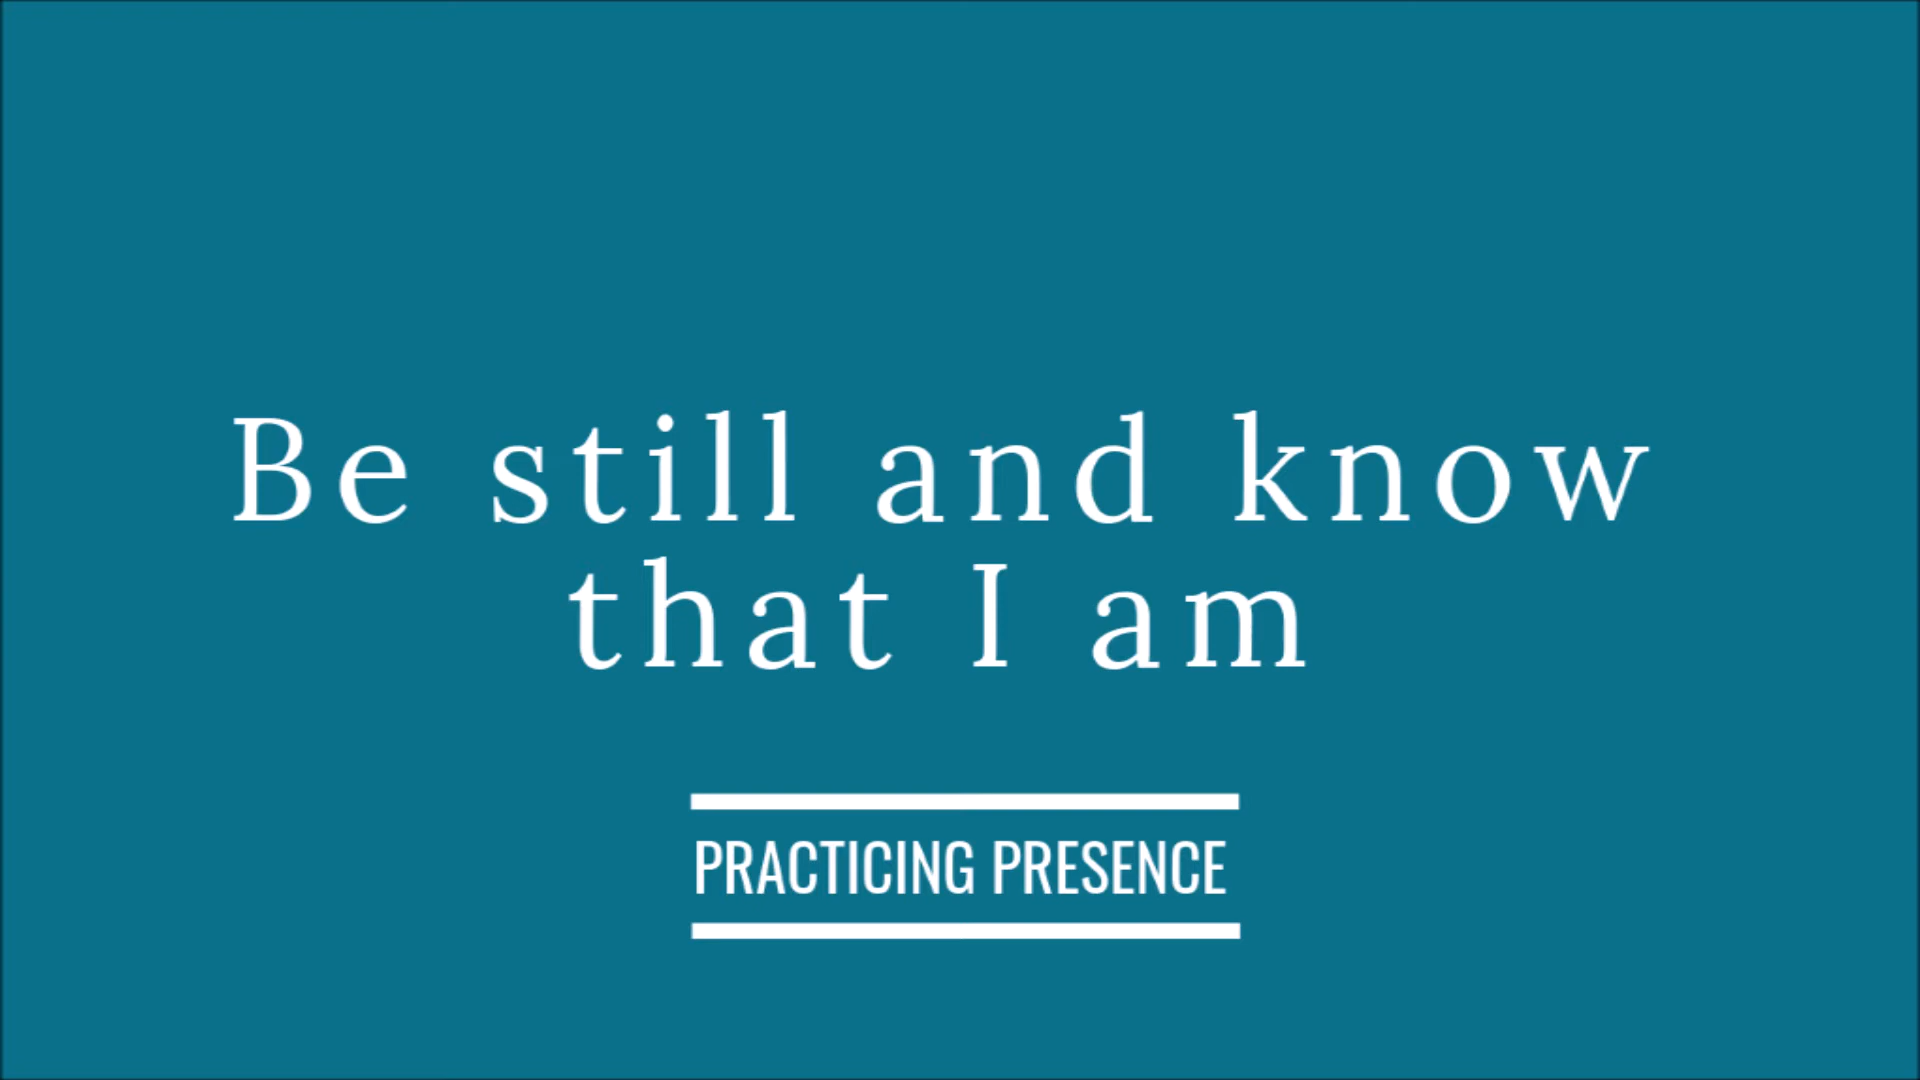 Be still and know
that I am
PRACTICING PRESENCE